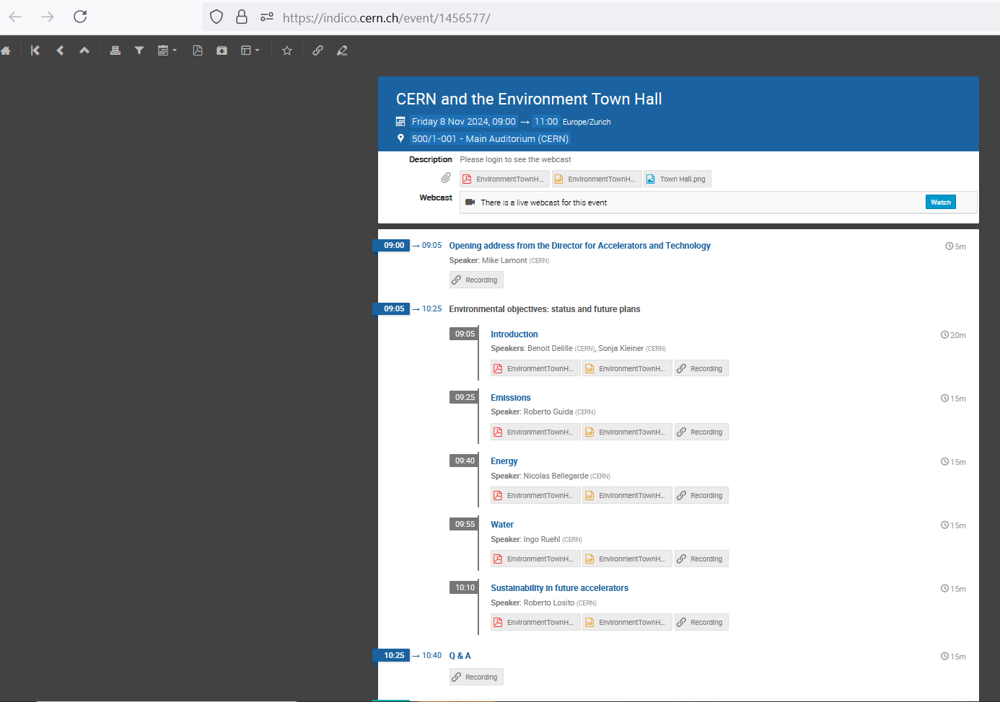 https://indico.cern.ch/event/1456577/
CERN and the Environment Town Hall
Friday 8 Nov 2024, 09:00 → 11:00 Europe/Zurich
500/1-001 - Main Auditorium (CERN)
Description Please login to see the webcast
EnvironmentTownH... EnvironmentTownH... Town Hall.png
Webcast There is a live webcast for this event Watch
09:00 → 09:05 Opening address from the Director for Accelerators and Technology 5m
Speaker: Mike Lamont (CERN)
Recording
09:05 → 10:25 Environmental objectives: status and future plans
09:05 Introduction 20m
Speakers: Benoit Delille (CERN), Sonja Kleiner (CERN)
EnvironmentTownH... EnvironmentTownH... Recording
09:25 Emissions 15m
Speaker: Roberto Guida (CERN)
EnvironmentTownH... EnvironmentTownH... Recording
09:40 Energy 15m
Speaker: Nicolas Bellegarde (CERN)
EnvironmentTownH... EnvironmentTownH... Recording
09:55 Water 15m
Speaker: Ingo Ruehl (CERN)
EnvironmentTownH... EnvironmentTownH... Recording
10:10 Sustainability in future accelerators 15m
Speaker: Roberto Losito (CERN)
EnvironmentTownH... EnvironmentTownH... Recording
10:25 → 10:40 Q & A 15m
Recording